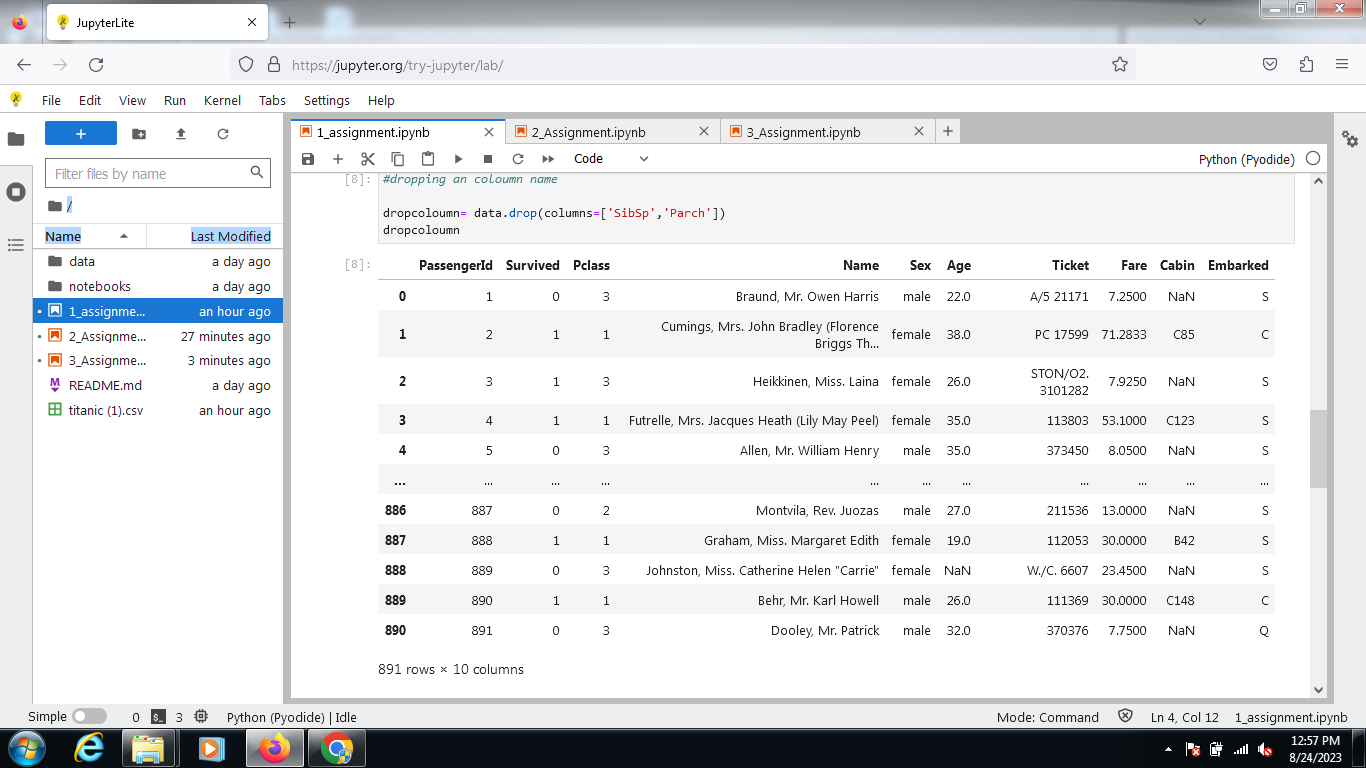 JupyterLite
https://jupyter.org/try-jupyter/lab/
File Edit View Run Kernel Tabs Settings Help
1_assignment.ipynb 2_Assignment.ipynb 3_Assignment.ipynb
Code Python (Pyodide)
Filter files by name
/
Name Last Modified
data a day ago
notebooks a day ago
1_assignme... an hour ago
2_Assignme... 27 minutes ago
3_Assignme... 3 minutes ago
README.md a day ago
titanic (1).csv an hour ago
[8]: #dropping an coloumn name
dropcoloumn= data.drop(columns=['SibSp','Parch'])
dropcoloumn
[8]: PassengerId Survived Pclass Name Sex Age Ticket Fare Cabin Embarked
0 1 0 3 Braund, Mr. Owen Harris male 22.0 A/5 21171 7.2500 NaN S
1 2 1 1 Cumings, Mrs. John Bradley (Florence female 38.0 PC 17599 71.2833 C85 C
Briggs Th...
2 3 1 3 Heikkinen, Miss. Laina female 26.0 STON/O2. 7.9250 NaN S
3101282
3 4 1 1 Futrelle, Mrs. Jacques Heath (Lily May Peel) female 35.0 113803 53.1000 C123 S
4 5 0 3 Allen, Mr. William Henry male 35.0 373450 8.0500 NaN S
... ... ... ... ... ... ... ... ... ... ...
886 887 0 2 Montvila, Rev. Juozas male 27.0 211536 13.0000 NaN S
887 888 1 1 Graham, Miss. Margaret Edith female 19.0 112053 30.0000 B42 S
888 889 0 3 Johnston, Miss. Catherine Helen "Carrie" female NaN W./C. 6607 23.4500 NaN S
889 890 1 1 Behr, Mr. Karl Howell male 26.0 111369 30.0000 C148 C
890 891 0 3 Dooley, Mr. Patrick male 32.0 370376 7.7500 NaN Q
891 rows × 10 columns
Simple 0 3 Python (Pyodide) | Idle Mode: Command Ln 4, Col 12 1_assignment.ipynb
12:57 PM
8/24/2023